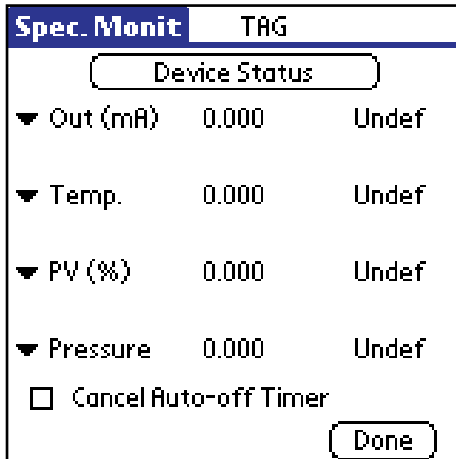 Spec. Monit TAG
Device Status
Out (mA) 0.000 Undef
Temp. 0.000 Undef
PV (%) 0.000 Undef
Pressure 0.000 Undef
Cancel Auto-off Timer
Done